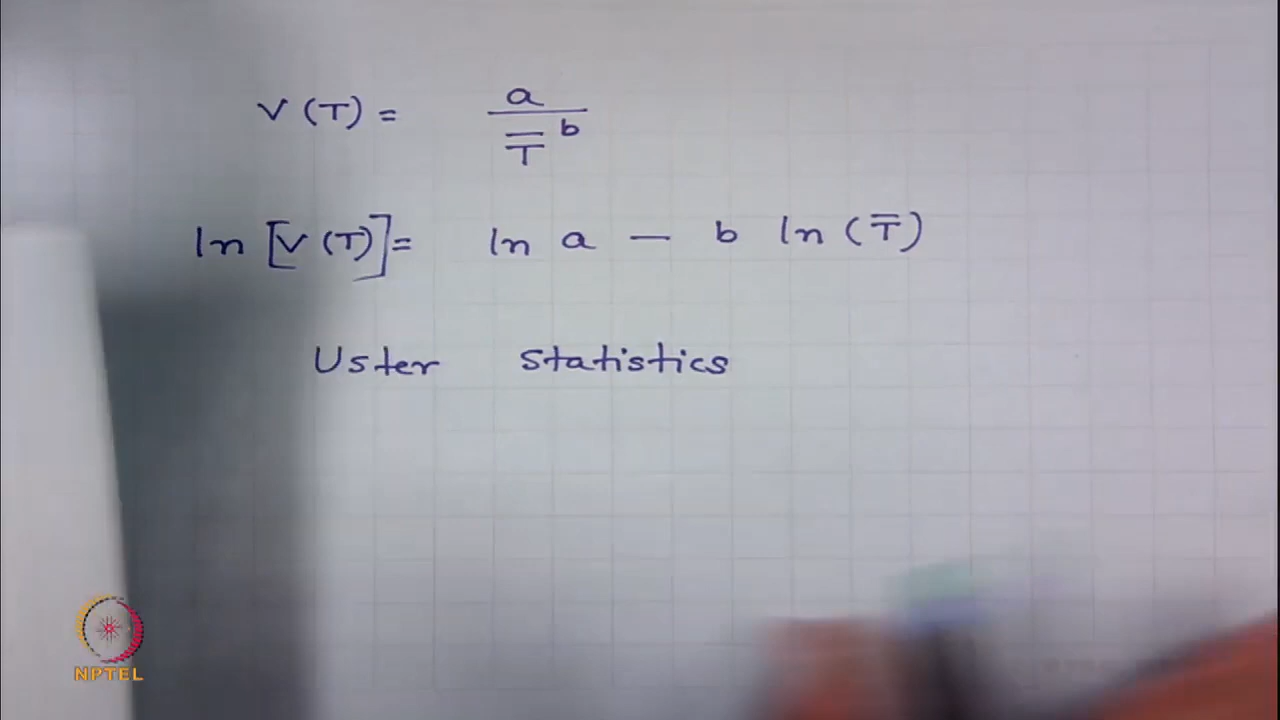 V (T) = a / T̅ ^b
ln [V (T)] = ln a – b ln (T̅)
Uster Statistics
NPTEL